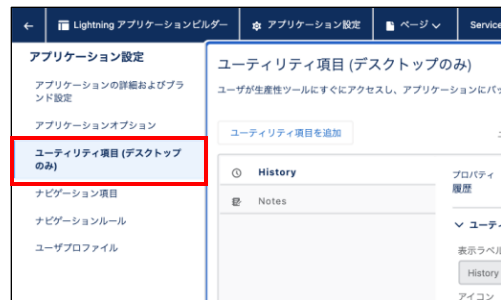 ← Lightning アプリケーションビルダー アプリケーション設定 ページ Service
アプリケーション設定
アプリケーションの詳細およびブラ
ンド設定
アプリケーションオプション
ユーティリティ項目 (デスクトップ
のみ)
ナビゲーション項目
ナビゲーションルール
ユーザプロファイル
ユーティリティ項目 (デスクトップのみ)
ユーザが生産性ツールにすぐにアクセスし、アプリケーションにバッ
ユーティリティ項目を追加
History
Notes
プロパティ
履歴
ユーティ
表示ラベル
History
アイコン